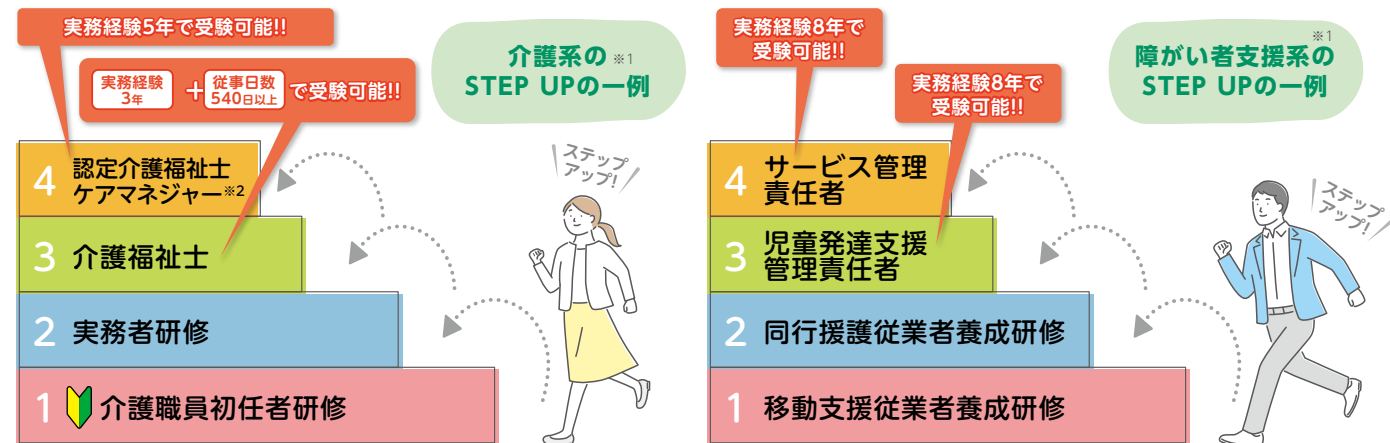 実務経験5年で受験可能!!
実務経験
3年
+
従事日数
540日以上
で受験可能!!
介護系の※1
STEP UPの一例
4 認定介護福祉士
ケアマネジャー※2
3 介護福祉士
2 実務者研修
1 介護職員初任者研修
ステップ
アップ!
実務経験8年で
受験可能!!
実務経験8年で
受験可能!!
※1
障がい者支援系の
STEP UPの一例
4 サービス管理
責任者
3 児童発達支援
管理責任者
2 同行援護従業者養成研修
1 移動支援従業者養成研修
ステップ
アップ!